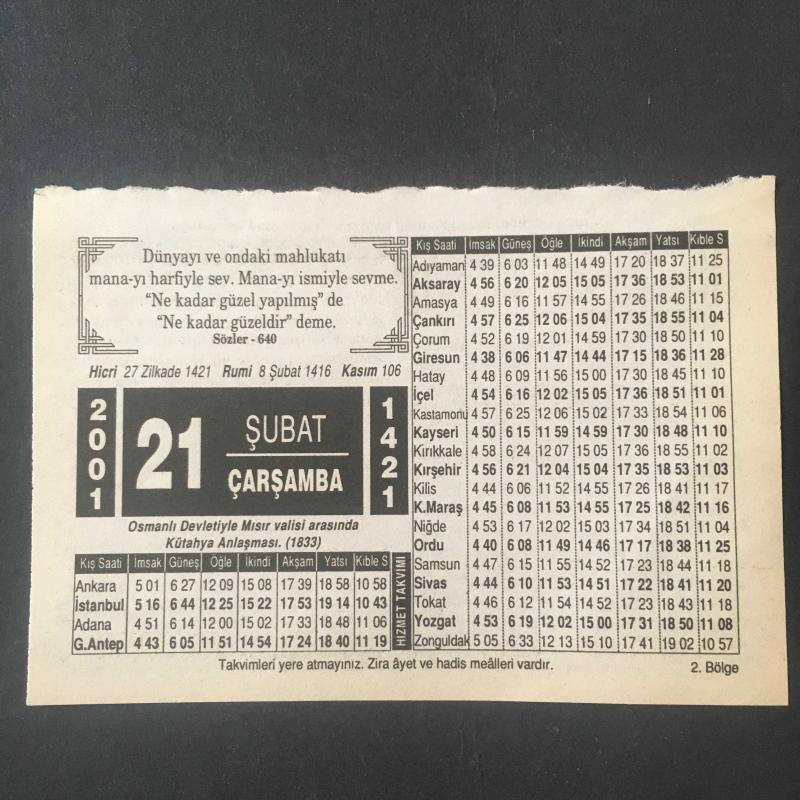 Dünyayı ve ondaki mahlukatı
mana-yı harfiyle sev. Mana-yı ismiyle sevme.
“Ne kadar güzel yapılmış” de
“Ne kadar güzeldir” deme.
Sözler - 640
Hicri 27 Zilkade 1421 Rumi 8 Şubat 1416 Kasım 106
2001
21
ŞUBAT
ÇARŞAMBA
1421
Osmanlı Devletiyle Mısır valisi arasında
Kütahya Anlaşması. (1833)
Kış Saati İmsak Güneş Öğle İkindi Akşam Yatsı Kıble S
Ankara 5 01 6 27 12 09 15 08 17 39 18 58 10 58
İstanbul 5 16 6 44 12 25 15 22 17 53 19 14 10 43
Adana 4 51 6 14 12 00 15 02 17 33 18 48 11 06
G.Antep 4 43 6 05 11 51 14 54 17 24 18 40 11 19
HİZMET TAKVİMİ
Kış Saati İmsak Güneş Öğle İkindi Akşam Yatsı Kıble S
Adıyaman 4 39 6 03 11 48 14 49 17 20 18 37 11 25
Aksaray 4 56 6 20 12 05 15 05 17 36 18 53 11 01
Amasya 4 49 6 16 11 57 14 55 17 26 18 46 11 15
Çankırı 4 57 6 25 12 06 15 04 17 35 18 55 11 04
Çorum 4 52 6 19 12 01 14 59 17 30 18 50 11 10
Giresun 4 38 6 06 11 47 14 44 17 15 18 36 11 28
Hatay 4 48 6 09 11 56 15 00 17 30 18 45 11 10
İçel 4 54 6 16 12 02 15 05 17 36 18 51 11 01
Kastamonu 4 57 6 25 12 06 15 02 17 33 18 54 11 06
Kayseri 4 50 6 15 11 59 14 59 17 30 18 48 11 10
Kırıkkale 4 58 6 24 12 07 15 05 17 36 18 55 11 02
Kırşehir 4 56 6 21 12 04 15 04 17 35 18 53 11 03
Kilis 4 44 6 06 11 52 14 55 17 26 18 41 11 17
K.Maraş 4 45 6 08 11 53 14 55 17 25 18 42 11 16
Niğde 4 53 6 17 12 02 15 03 17 34 18 51 11 04
Ordu 4 40 6 08 11 49 14 46 17 17 18 38 11 25
Samsun 4 47 6 15 11 55 14 52 17 23 18 44 11 18
Sivas 4 44 6 10 11 53 14 51 17 22 18 41 11 20
Tokat 4 46 6 12 11 54 14 52 17 23 18 43 11 18
Yozgat 4 53 6 19 12 02 15 00 17 31 18 50 11 08
Zonguldak 5 05 6 33 12 13 15 10 17 41 19 02 10 57
Takvimleri yere atmayınız. Zira âyet ve hadis meâlleri vardır.
2. Bölge